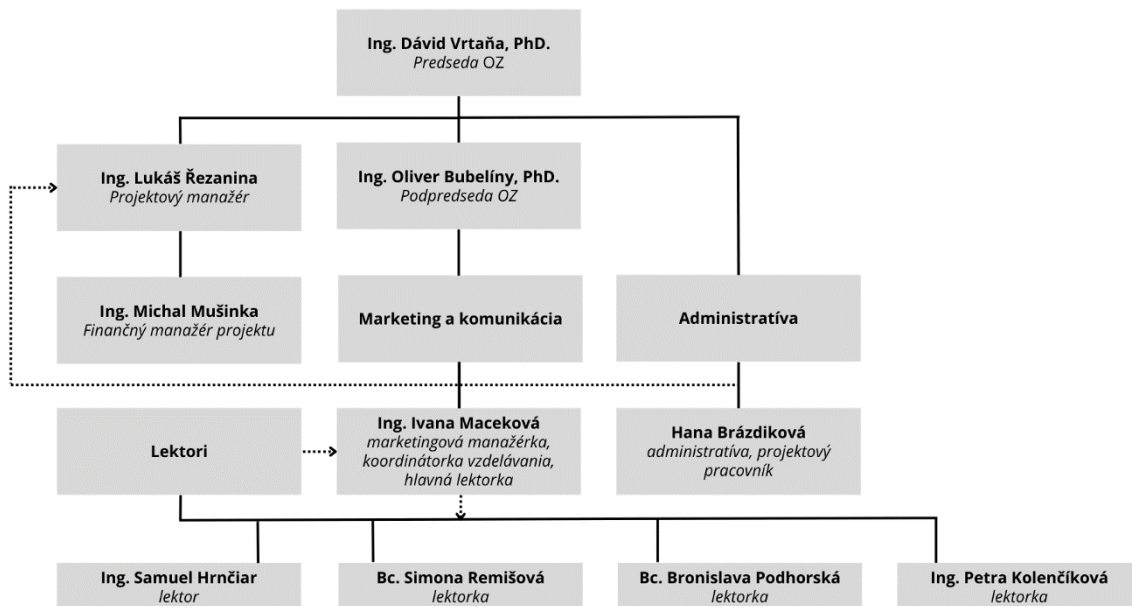 Ing. Dávid Vrtaňa, PhD.
Predseda OZ
Ing. Lukáš Řezanina
Projektový manažér
Ing. Oliver Bubelíny, PhD.
Podpredseda OZ
Ing. Michal Mušinka
Finančný manažér projektu
Marketing a komunikácia
Administratíva
Lektori
Ing. Ivana Maceková
marketingová manažérka,
koordinátorka vzdelávania,
hlavná lektorka
Hana Brázdiková
administratíva, projektový
pracovník
Ing. Samuel Hrnčiar
lektor
Bc. Simona Remišová
lektorka
Bc. Bronislava Podhorská
lektorka
Ing. Petra Kolenčíková
lektorka